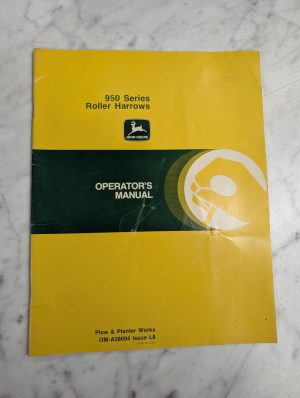 950 Series
Roller Harrows
JOHN DEERE
OPERATOR'S
MANUAL
Plow & Planter Works
OM-A38094 Issue L8